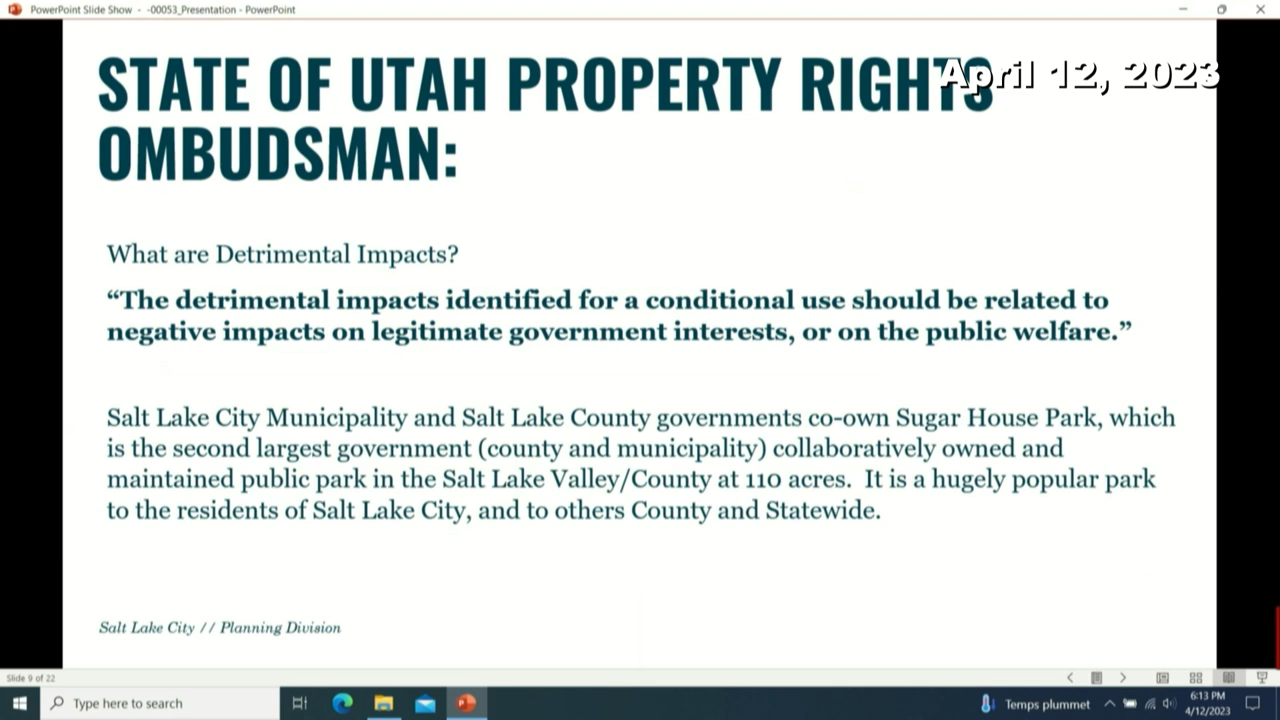 PowerPoint Slide Show - -00053_Presentation - PowerPoint
April 12, 2023
STATE OF UTAH PROPERTY RIGHTS
OMBUDSMAN:
What are Detrimental Impacts?
“The detrimental impacts identified for a conditional use should be related to
negative impacts on legitimate government interests, or on the public welfare.”
Salt Lake City Municipality and Salt Lake County governments co-own Sugar House Park, which
is the second largest government (county and municipality) collaboratively owned and
maintained public park in the Salt Lake Valley/County at 110 acres.  It is a hugely popular park
to the residents of Salt Lake City, and to others County and Statewide.
Salt Lake City // Planning Division
Slide 9 of 22
Type here to search
Temps plummet
6:13 PM
4/12/2023